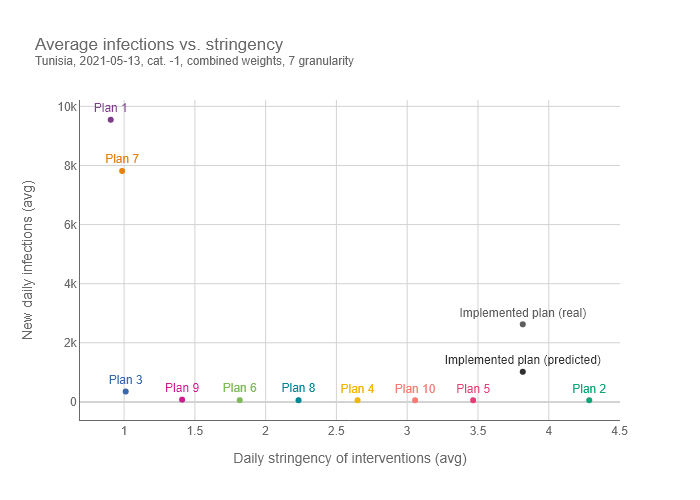 Average infections vs. stringency
Tunisia, 2021-05-13, cat. -1, combined weights, 7 granularity
10k
Plan 1
Plan 7
8k
6k
4k
Implemented plan (real)
2k
Implemented plan (predicted)
Plan 3
Plan 9
Plan 6
Plan 8
Plan 4
Plan 10
Plan 5
Plan 2
0
New daily infections (avg)
1
1.5
2
2.5
3
3.5
4
4.5
Daily stringency of interventions (avg)